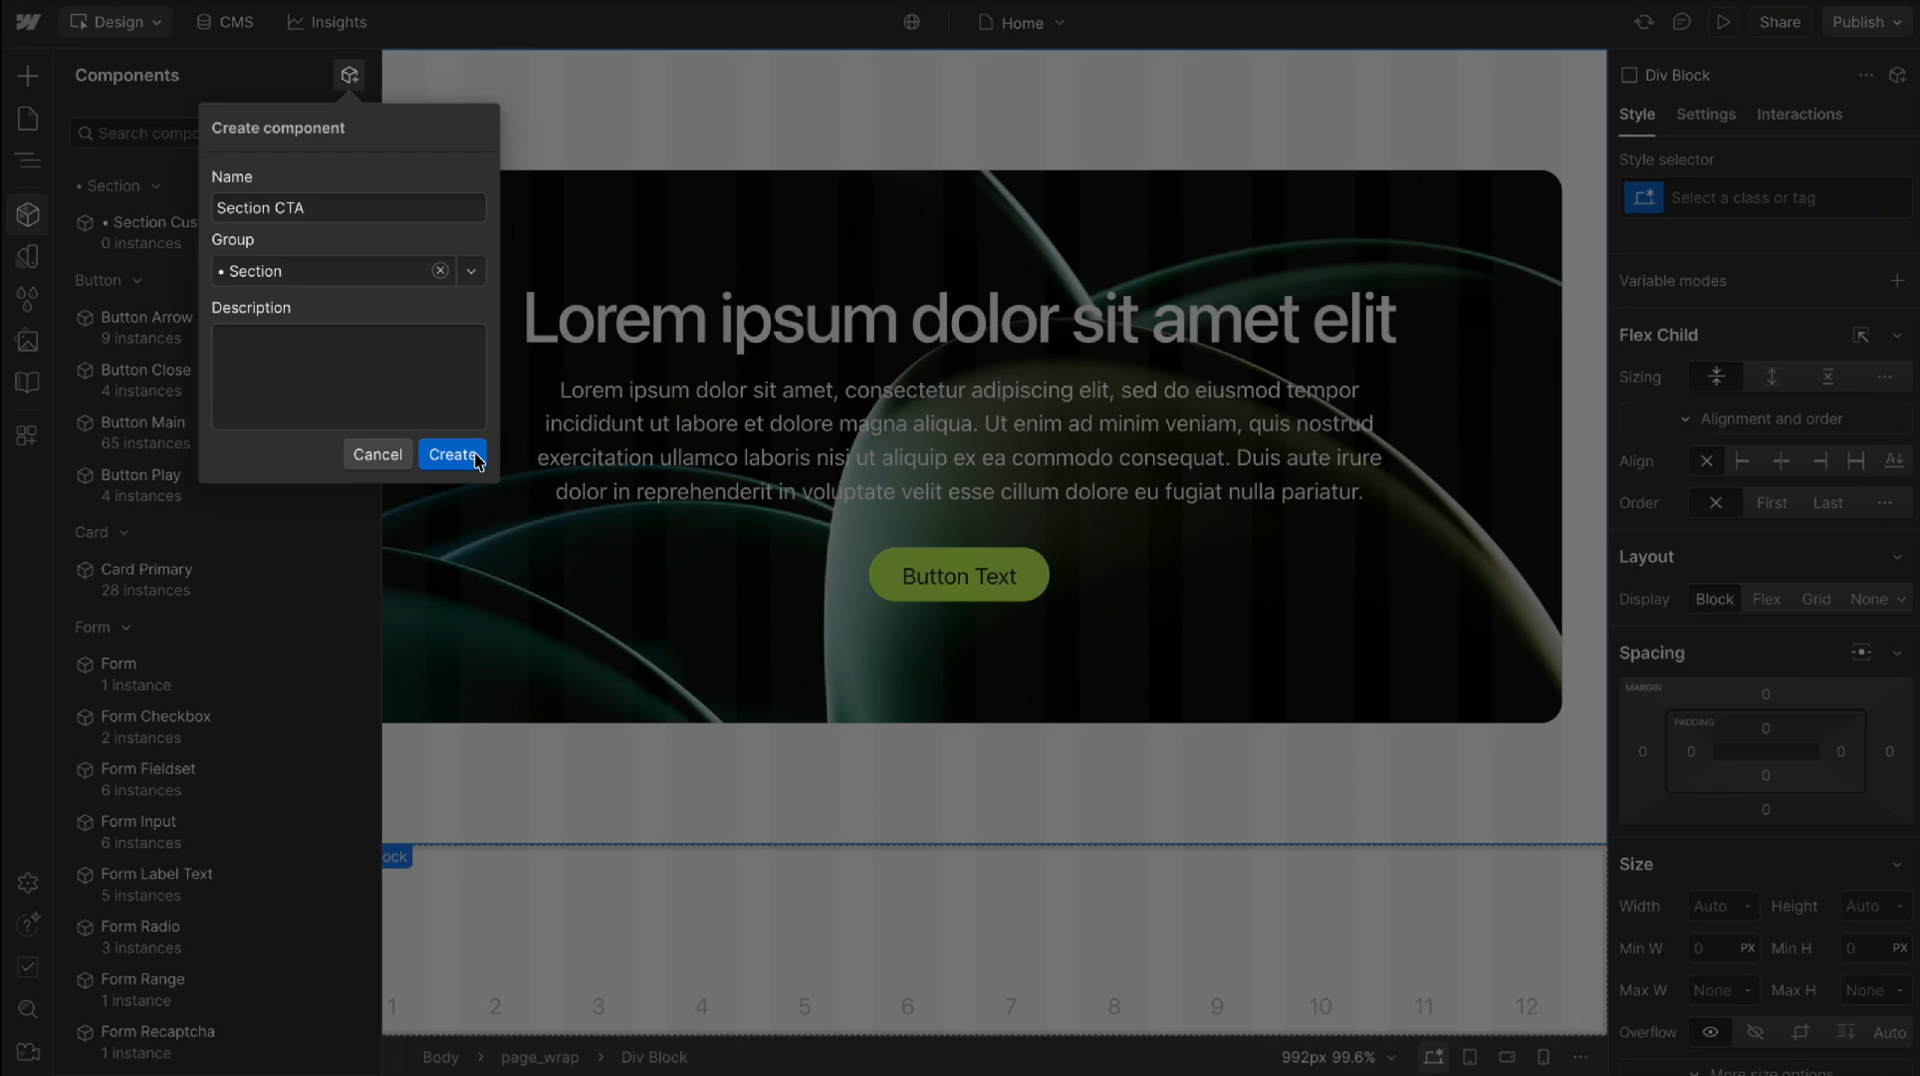 Design
CMS
Insights
Home
Share
Publish
Components
Search compo
Create component
Name
Section CTA
Group
• Section
Description
Cancel
Create
• Section
• Section Cus
0 instances
Button
Button Arrow
9 instances
Button Close
4 instances
Button Main
65 instances
Button Play
4 instances
Card
Card Primary
28 instances
Form
Form
1 instance
Form Checkbox
2 instances
Form Fieldset
6 instances
Form Input
6 instances
Form Label Text
5 instances
Form Radio
3 instances
Form Range
1 instance
Form Recaptcha
1 instance
Lorem ipsum dolor sit amet elit
Lorem ipsum dolor sit amet, consectetur adipiscing elit, sed do eiusmod tempor
incididunt ut labore et dolore magna aliqua. Ut enim ad minim veniam, quis nostrud
exercitation ullamco laboris nisi ut aliquip ex ea commodo consequat. Duis aute irure
dolor in reprehenderit in voluptate velit esse cillum dolore eu fugiat nulla pariatur.
Button Text
ock
1 2 3 4 5 6 7 8 9 10 11 12
Body > page_wrap > Div Block
992px 99.6%
Div Block
Style Settings Interactions
Style selector
Select a class or tag
Variable modes
Flex Child
Sizing
Alignment and order
Align
Order First Last
Layout
Display Block Flex Grid None
Spacing
MARGIN
0
PADDING
0
0 0 0 0
0
0
Size
Width Auto - Height Auto -
Min W 0 PX Min H 0 PX
Max W None - Max H None -
Overflow Auto
More size options